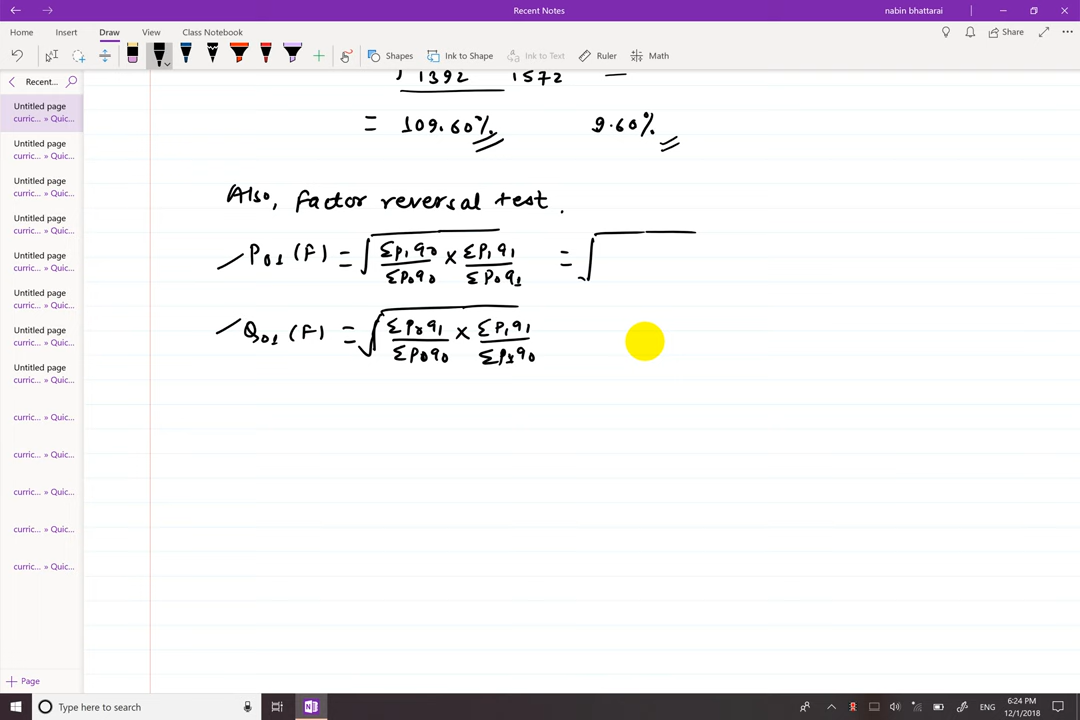 Recent Notes
nabin bhattarai
Home Insert Draw View Class Notebook
Share
Shapes Ink to Shape Ink to Text Ruler Math
Recent...
Untitled page
curric... » Quic...
Untitled page
curric... » Quic...
Untitled page
curric... » Quic...
Untitled page
curric... » Quic...
Untitled page
curric... » Quic...
Untitled page
curric... » Quic...
Untitled page
curric... » Quic...
Untitled page
curric... » Quic...
curric... » Quic...
curric... » Quic...
curric... » Quic...
curric... » Quic...
curric... » Quic...
+ Page
1392 1572
= 109.60% 9.60%
Also, factor reversal test.
P01 (F) = √(Σp1q0/Σp0q0 × Σp1q1/Σp0q1) = √
Q01 (F) = √(Σp0q1/Σp0q0 × Σp1q1/Σp1q0)
Type here to search
ENG
6:24 PM
12/1/2018